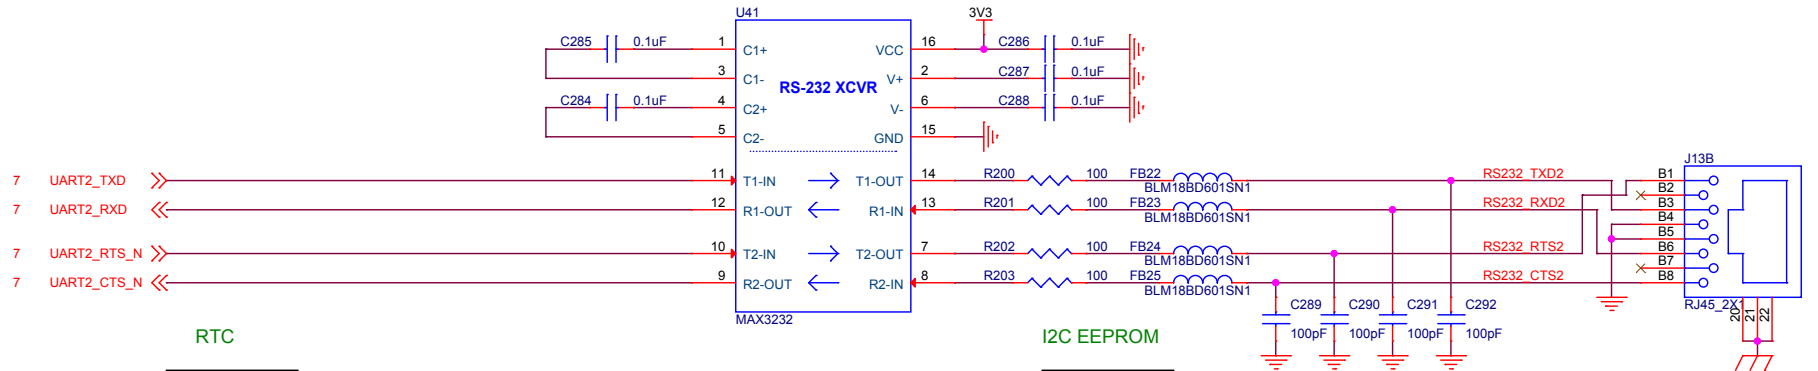 U41 3V3
C285 0.1uF 1 C1+ VCC 16 C286 0.1uF
3 C1- V+ 2 C287 0.1uF
RS-232 XCVR
C284 0.1uF 4 C2+ V- 6 C288 0.1uF
5 C2- GND 15
J13B
7 UART2_TXD 11 T1-IN T1-OUT 14 R200 100 FB22 RS232_TXD2 B1
BLM18BD601SN1 B2
7 UART2_RXD 12 R1-OUT R1-IN 13 R201 100 FB23 RS232_RXD2 B3
BLM18BD601SN1 B4
B5
7 UART2_RTS_N 10 T2-IN T2-OUT 7 R202 100 FB24 RS232_RTS2 B6
BLM18BD601SN1 B7
7 UART2_CTS_N 9 R2-OUT R2-IN 8 R203 100 FB25 RS232_CTS2 B8
BLM18BD601SN1
C289 C290 C291 C292 RJ45_2X1
MAX3232 20 21 22
100pF 100pF 100pF 100pF
RTC I2C EEPROM